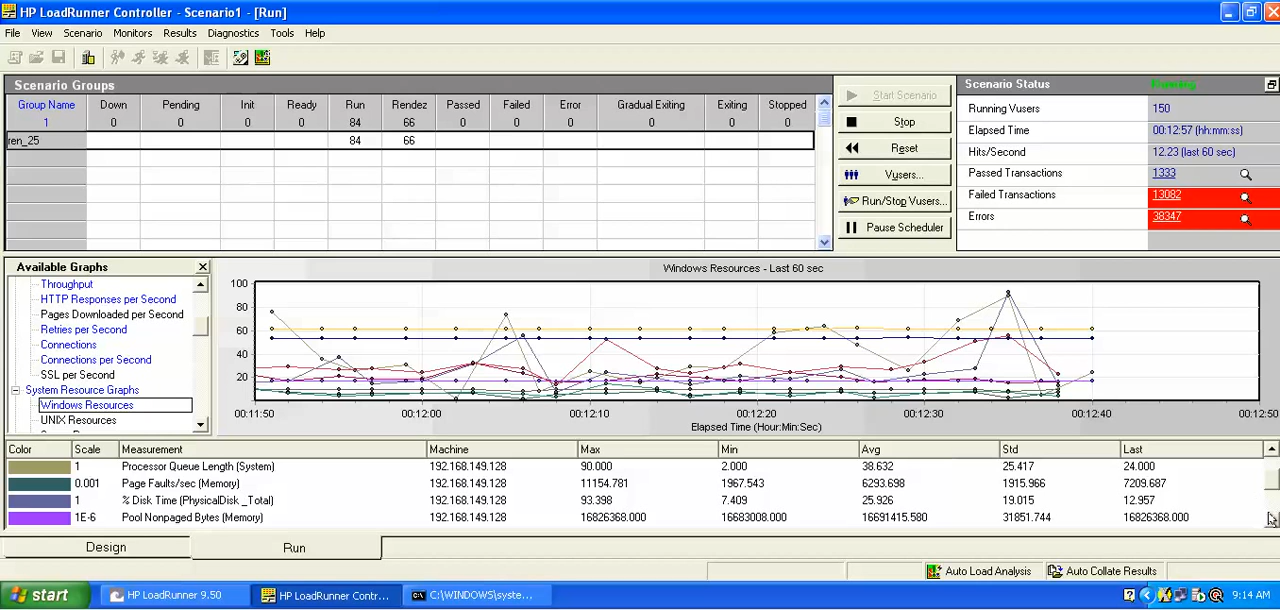 HP LoadRunner Controller - Scenario1 - [Run]
File View Scenario Monitors Results Diagnostics Tools Help
Scenario Groups
Group Name Down Pending Init Ready Run Rendez Passed Failed Error Gradual Exiting Exiting Stopped
1 0 0 0 0 84 66 0 0 0 0 0 0
ren_25 84 66
Start Scenario
Stop
Reset
Vusers...
Run/Stop Vusers...
Pause Scheduler
Scenario Status Running
Running Vusers 150
Elapsed Time 00:12:57 (hh:mm:ss)
Hits/Second 12.23 (last 60 sec)
Passed Transactions 1333
Failed Transactions 13082
Errors 38347
Available Graphs
Throughput
HTTP Responses per Second
Pages Downloaded per Second
Retries per Second
Connections
Connections per Second
SSL per Second
System Resource Graphs
Windows Resources
UNIX Resources
Windows Resources - Last 60 sec
100
80
60
40
20
00:11:50 00:12:00 00:12:10 00:12:20 00:12:30 00:12:40 00:12:50
Elapsed Time (Hour:Min:Sec)
Color Scale Measurement Machine Max Min Avg Std Last
1 Processor Queue Length (System) 192.168.149.128 90.000 2.000 38.632 25.417 24.000
0.001 Page Faults/sec (Memory) 192.168.149.128 11154.781 1967.543 6293.698 1915.966 7209.687
1 % Disk Time (PhysicalDisk _Total) 192.168.149.128 93.398 7.409 25.926 19.015 12.957
1E-6 Pool Nonpaged Bytes (Memory) 192.168.149.128 16826368.000 16683008.000 16691415.580 31851.744 16826368.000
Design Run
Auto Load Analysis Auto Collate Results
start HP LoadRunner 9.50 HP LoadRunner Contr... C:\WINDOWS\syste... 9:14 AM